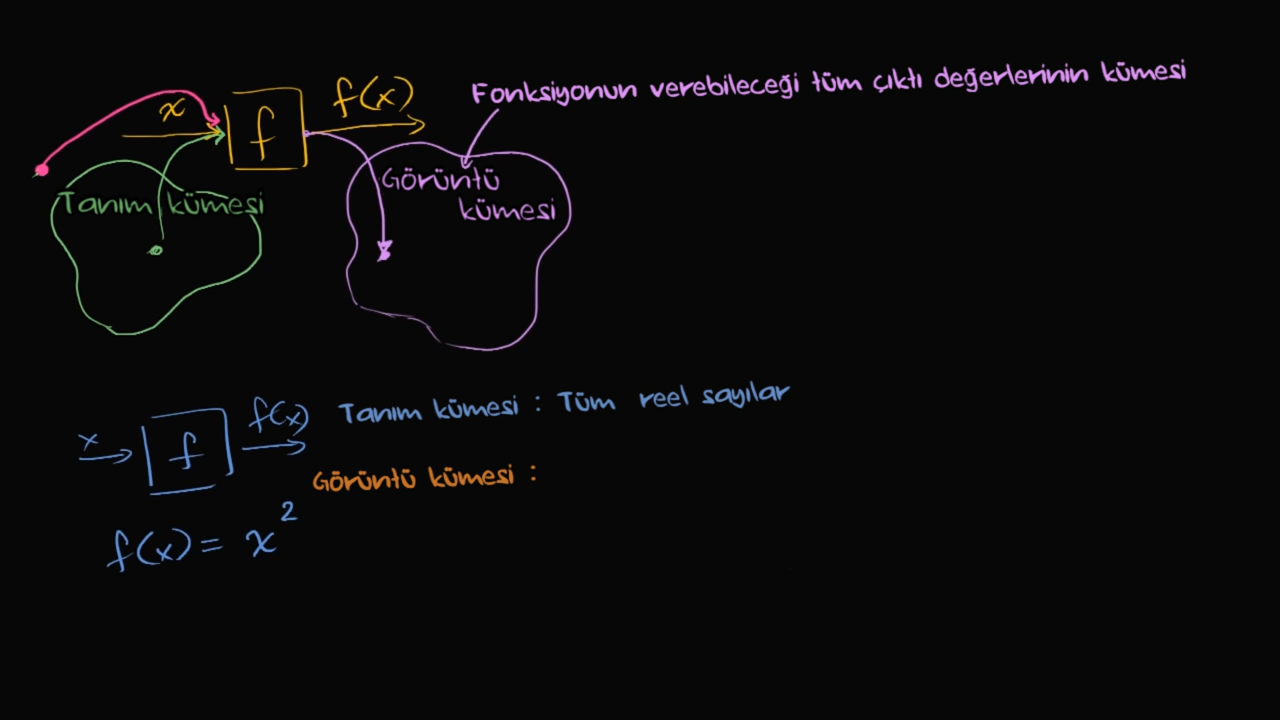 Fonksiyonun verebileceği tüm çıktı değerlerinin kümesi
x
f
f(x)
Tanım kümesi
Görüntü
kümesi
x
f
f(x)
Tanım kümesi : Tüm reel sayılar
Görüntü kümesi :
f(x) = x²